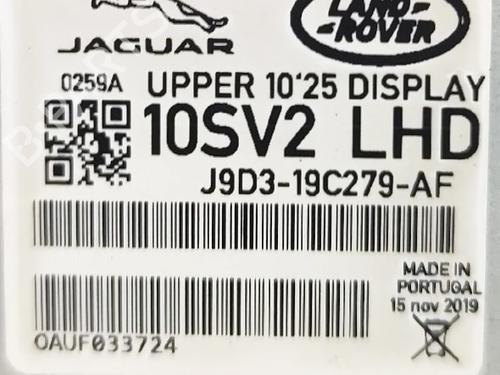 JAGUAR
LAND-
ROVER
0259A
UPPER 10'25 DISPLAY
10SV2 LHD
J9D3-19C279-AF
MADE IN
PORTUGAL
15 nov 2019
OAUF033724